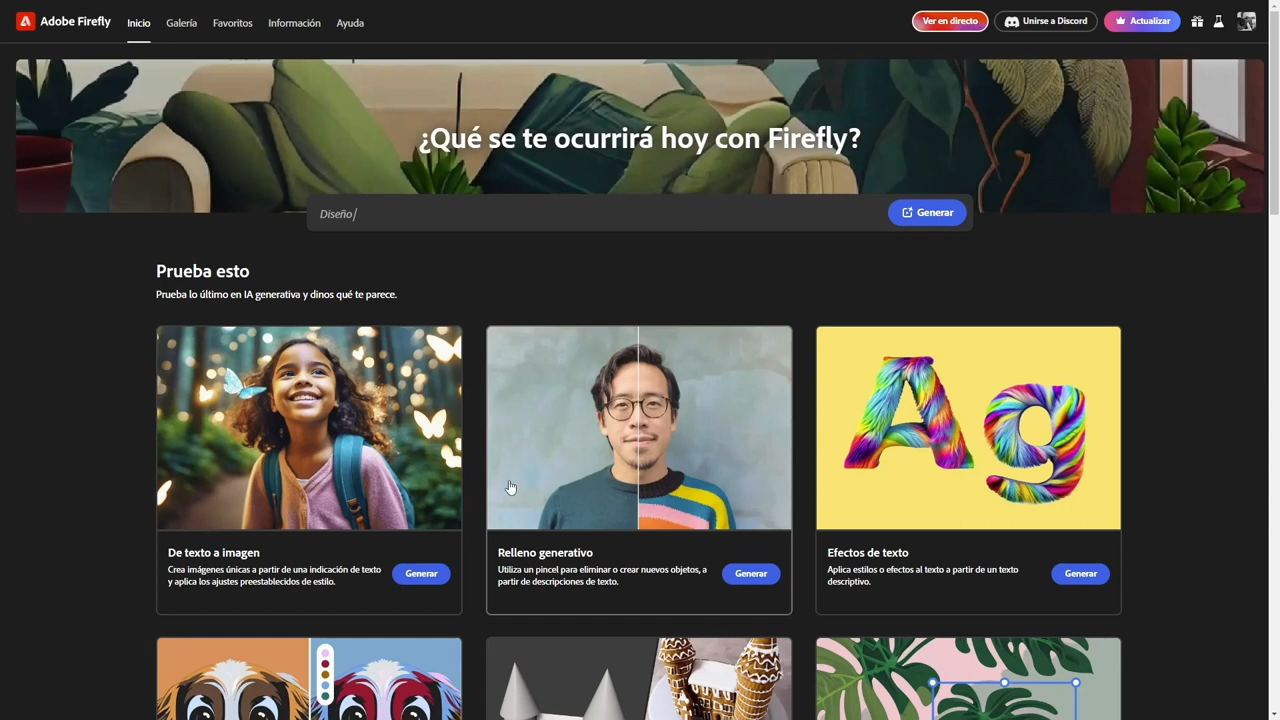 Adobe Firefly
Inicio
Galería
Favoritos
Información
Ayuda
Ver en directo
Unirse a Discord
Actualizar
¿Qué se te ocurrirá hoy con Firefly?
Diseño
Generar
Prueba esto
Prueba lo último en IA generativa y dinos qué te parece.
Ag
De texto a imagen
Crea imágenes únicas a partir de una indicación de texto
y aplica los ajustes preestablecidos de estilo.
Generar
Relleno generativo
Utiliza un pincel para eliminar o crear nuevos objetos, a
partir de descripciones de texto.
Generar
Efectos de texto
Aplica estilos o efectos al texto a partir de un texto
descriptivo.
Generar